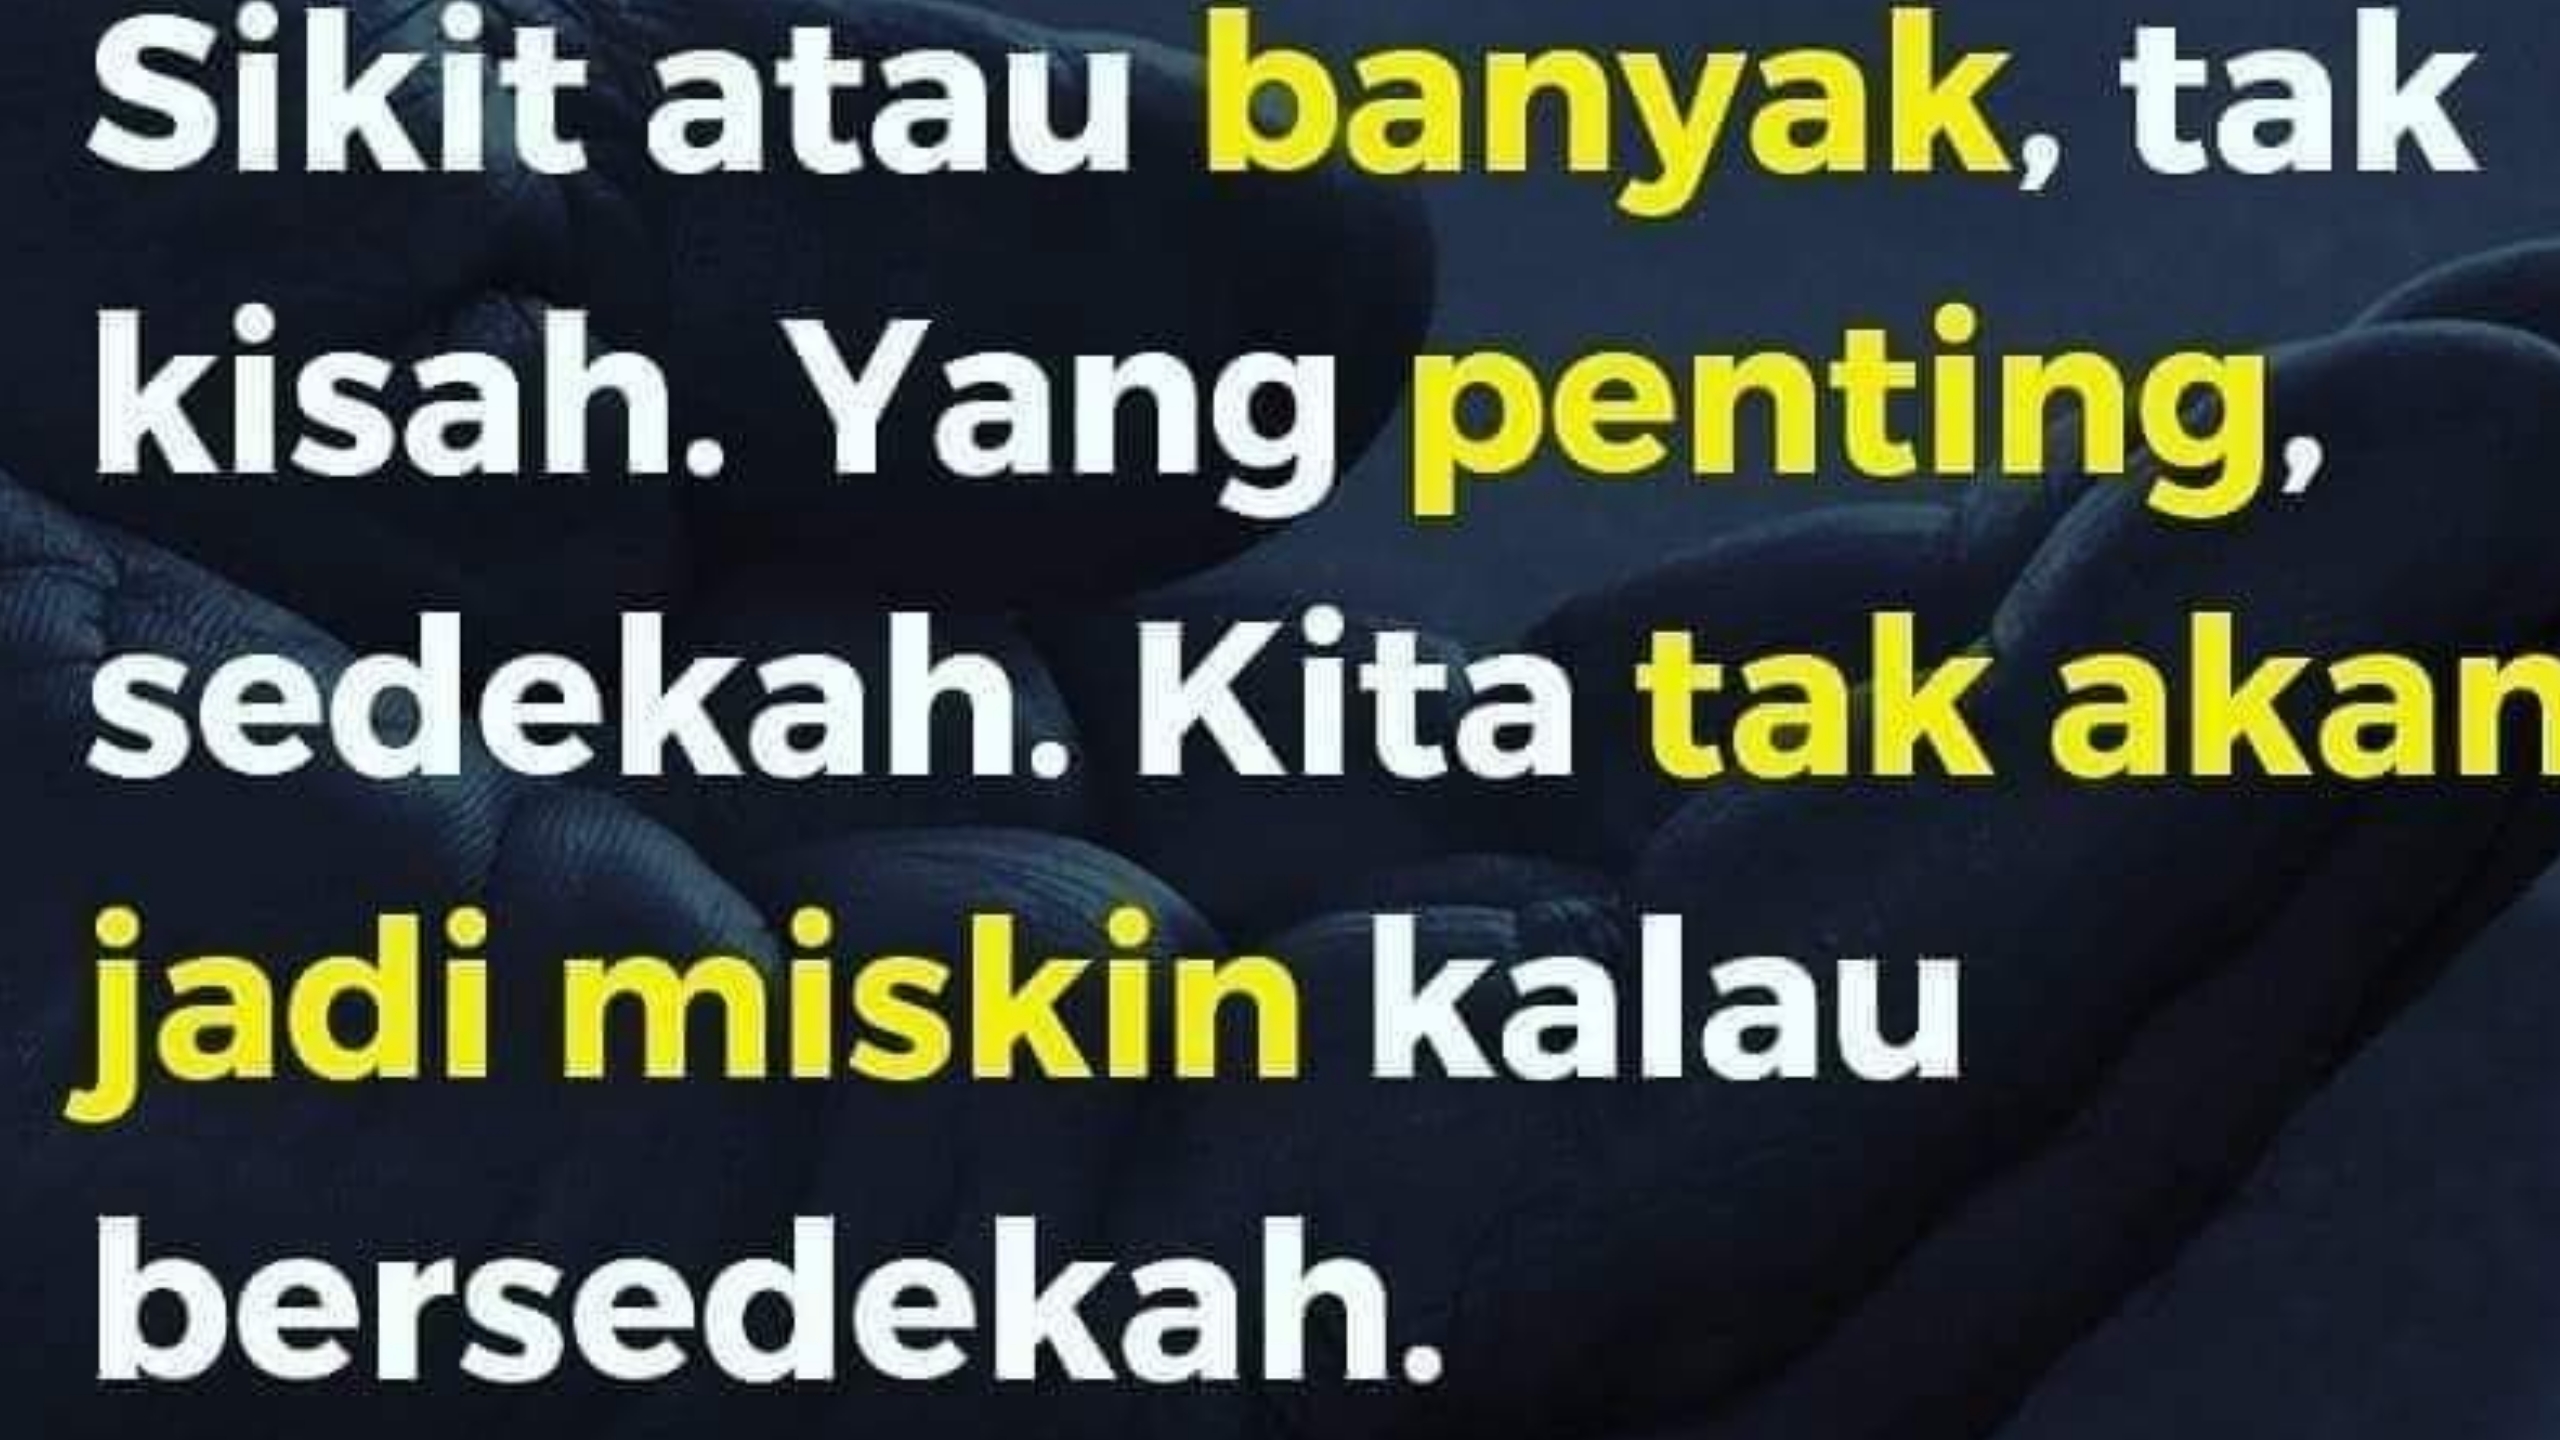 Sikit atau banyak, tak
kisah. Yang penting,
sedekah. Kita tak akan
jadi miskin kalau
bersedekah.